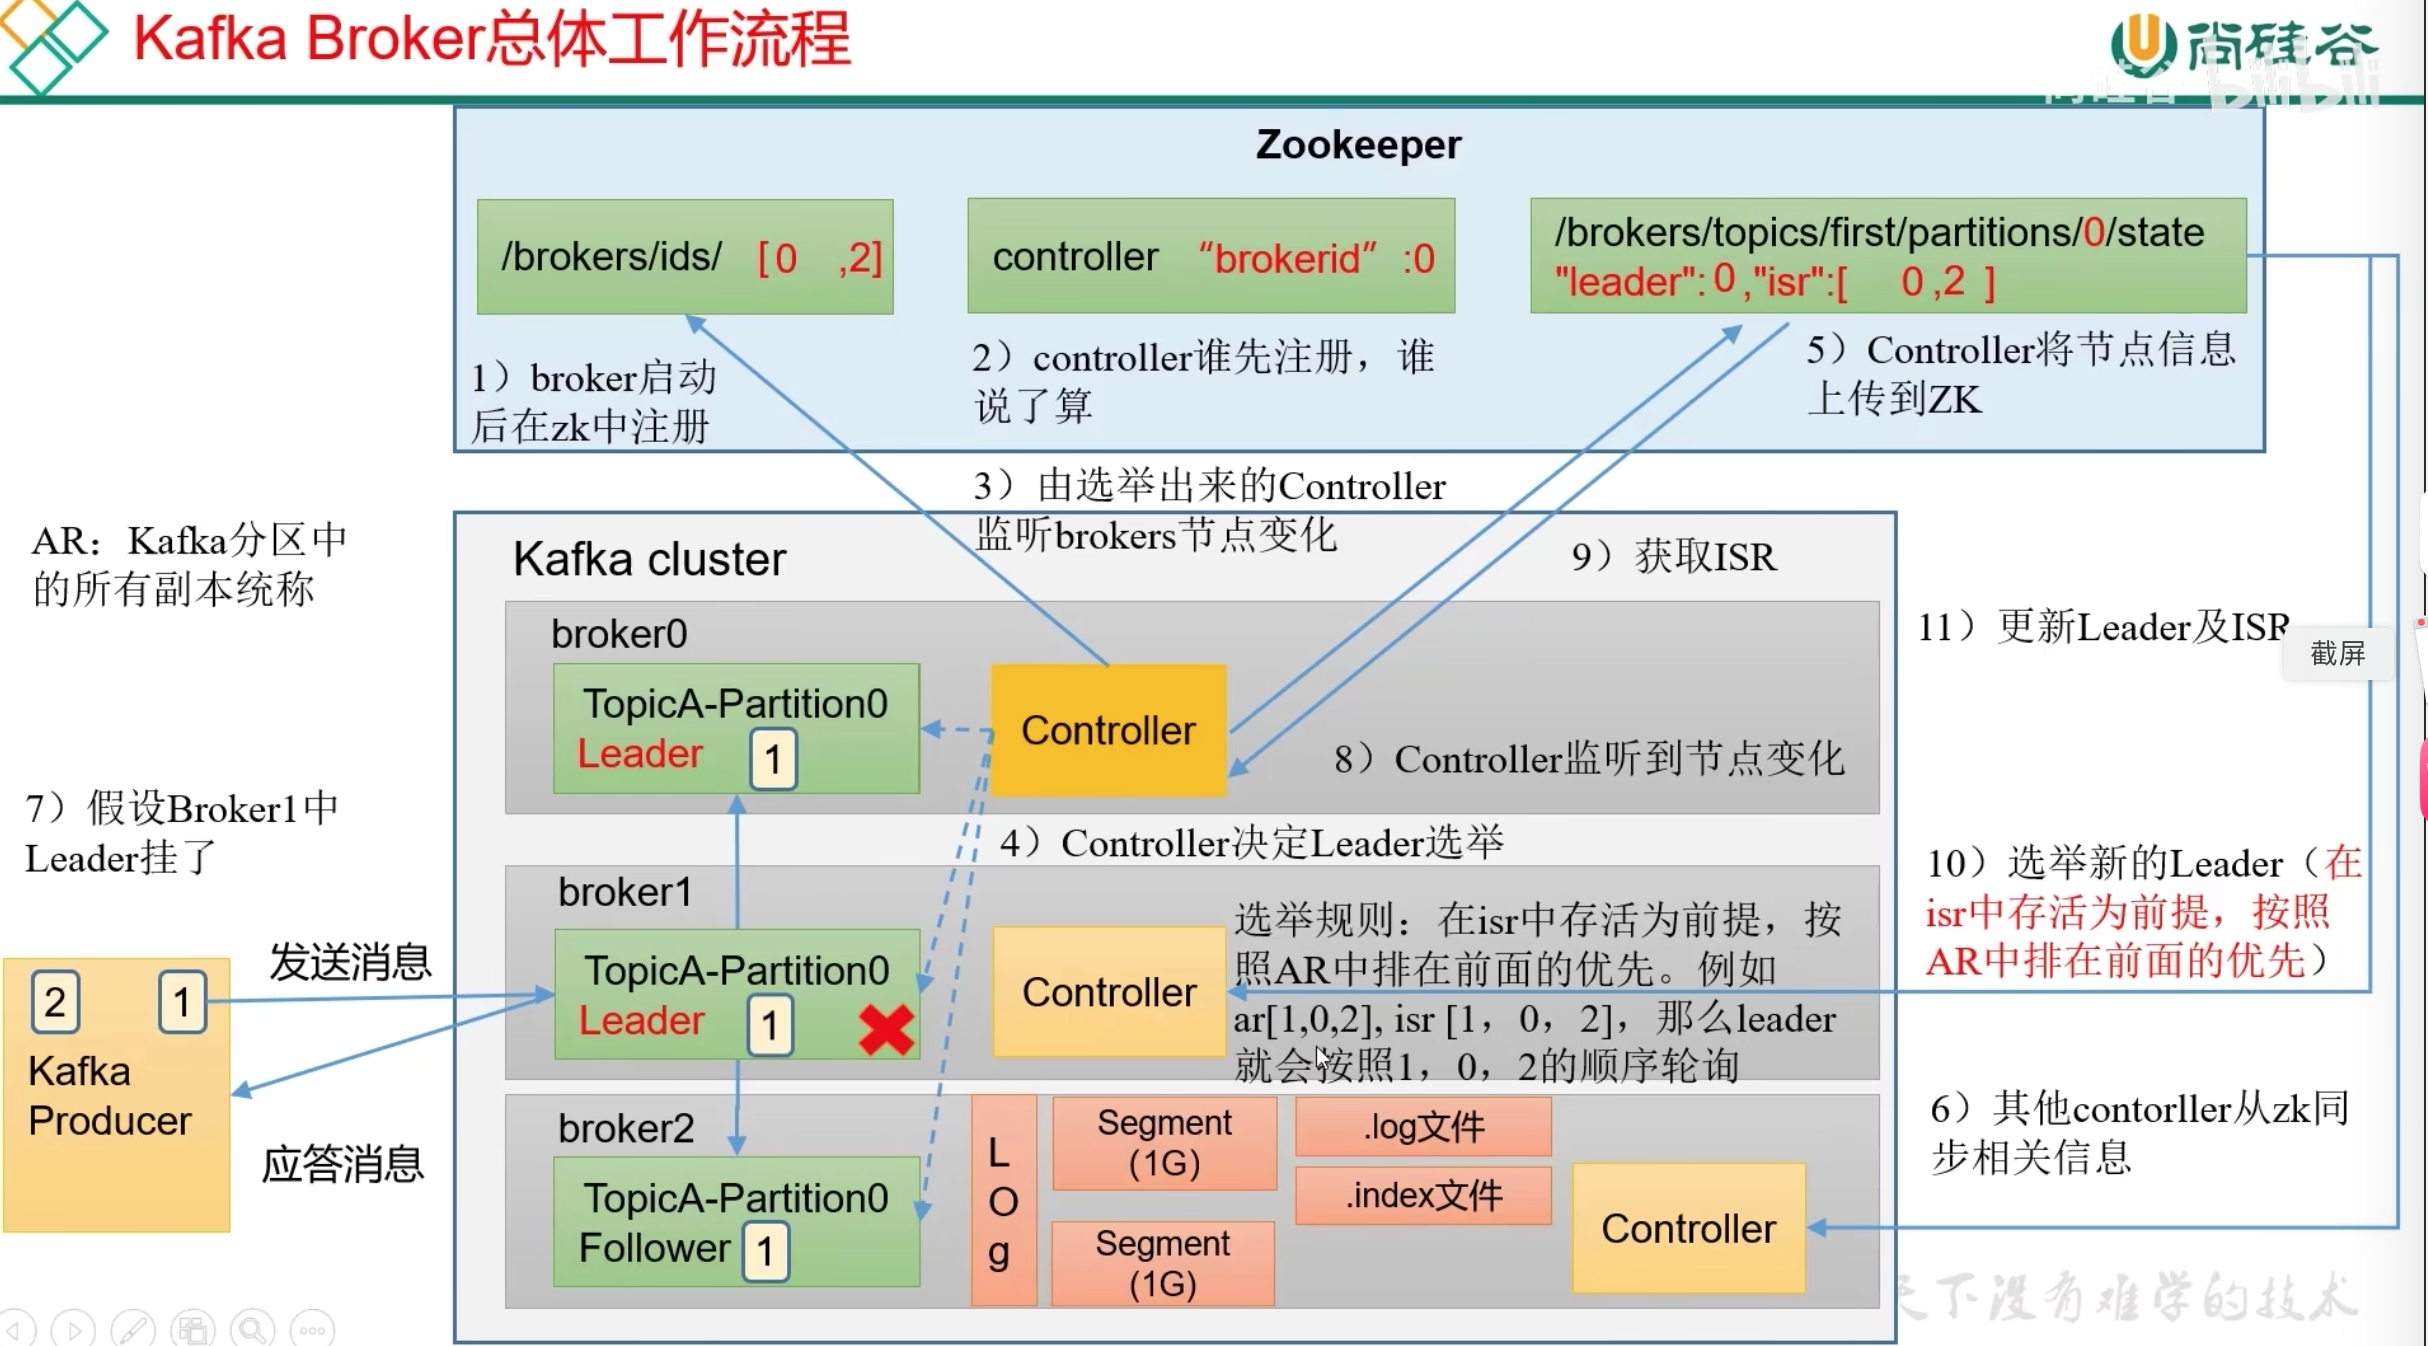 Kafka Broker总体工作流程
尚硅谷
尚硅谷 bilibili
Zookeeper
/brokers/ids/ [0 ,2]
controller “brokerid” :0
/brokers/topics/first/partitions/0/state
"leader":0 ,"isr":[ 0 ,2 ]
1）broker启动
后在zk中注册
2）controller谁先注册，谁
说了算
5）Controller将节点信息
上传到ZK
3）由选举出来的Controller
监听brokers节点变化
AR：Kafka分区中
的所有副本统称
Kafka cluster
9）获取ISR
broker0
TopicA-Partition0
Leader 1
Controller
8）Controller监听到节点变化
11）更新Leader及ISR
截屏
7）假设Broker1中
Leader挂了
4）Controller决定Leader选举
broker1
TopicA-Partition0
Leader 1
Controller
选举规则：在isr中存活为前提，按
照AR中排在前面的优先。例如
ar[1,0,2], isr [1，0，2]，那么leader
就会按照1，0，2的顺序轮询
10）选举新的Leader（在
isr中存活为前提，按照
AR中排在前面的优先）
发送消息
2 1
Kafka
Producer
应答消息
broker2
TopicA-Partition0
Follower 1
LOg
Segment
(1G)
Segment
(1G)
.log文件
.index文件
Controller
6）其他contorller从zk同
步相关信息
天下没有难学的技术